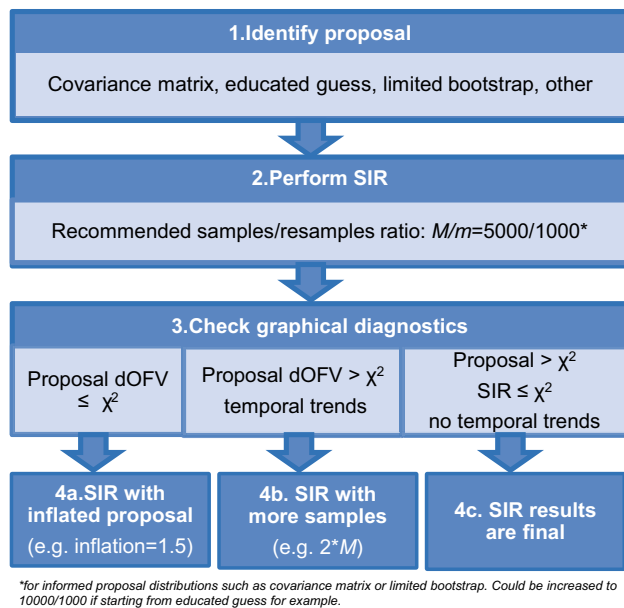 1.Identify proposal
Covariance matrix, educated guess, limited bootstrap, other
2.Perform SIR
Recommended samples/resamples ratio: M/m=5000/1000*
3.Check graphical diagnostics
Proposal dOFV
≤ χ²
Proposal dOFV > χ²
temporal trends
Proposal > χ²
SIR ≤ χ²
no temporal trends
4a.SIR with
inflated proposal
(e.g. inflation=1.5)
4b. SIR with
more samples
(e.g. 2*M)
4c. SIR results
are final
*for informed proposal distributions such as covariance matrix or limited bootstrap. Could be increased to
10000/1000 if starting from educated guess for example.